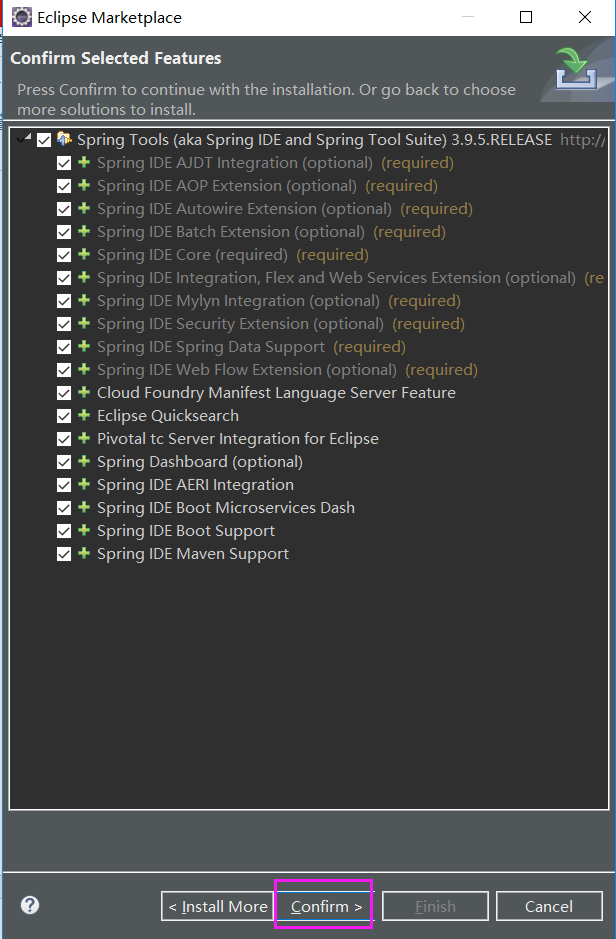 Eclipse Marketplace
Confirm Selected Features
Press Confirm to continue with the installation. Or go back to choose
more solutions to install.
Spring Tools (aka Spring IDE and Spring Tool Suite) 3.9.5.RELEASE http://
Spring IDE AJDT Integration (optional) (required)
Spring IDE AOP Extension (optional) (required)
Spring IDE Autowire Extension (optional) (required)
Spring IDE Batch Extension (optional) (required)
Spring IDE Core (required) (required)
Spring IDE Integration, Flex and Web Services Extension (optional) (re
Spring IDE Mylyn Integration (optional) (required)
Spring IDE Security Extension (optional) (required)
Spring IDE Spring Data Support (required)
Spring IDE Web Flow Extension (optional) (required)
Cloud Foundry Manifest Language Server Feature
Eclipse Quicksearch
Pivotal tc Server Integration for Eclipse
Spring Dashboard (optional)
Spring IDE AERI Integration
Spring IDE Boot Microservices Dash
Spring IDE Boot Support
Spring IDE Maven Support
? < Install More Confirm > Finish Cancel